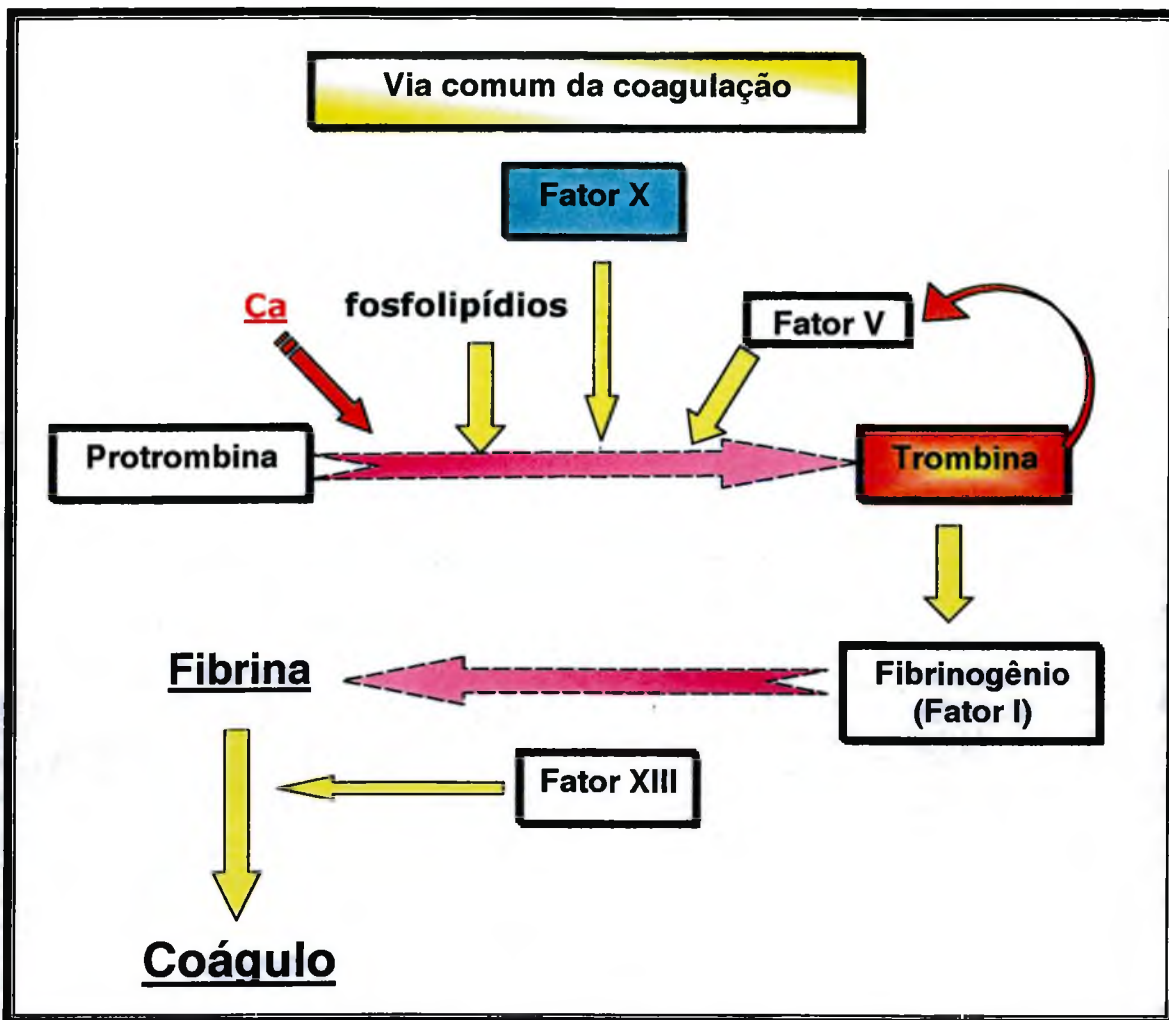 Via comum da coagulação
Fator X
Ca fosfolipídios
Fator V
Protrombina
Trombina
Fibrina
Fibrinogênio
(Fator I)
Fator XIII
Coágulo